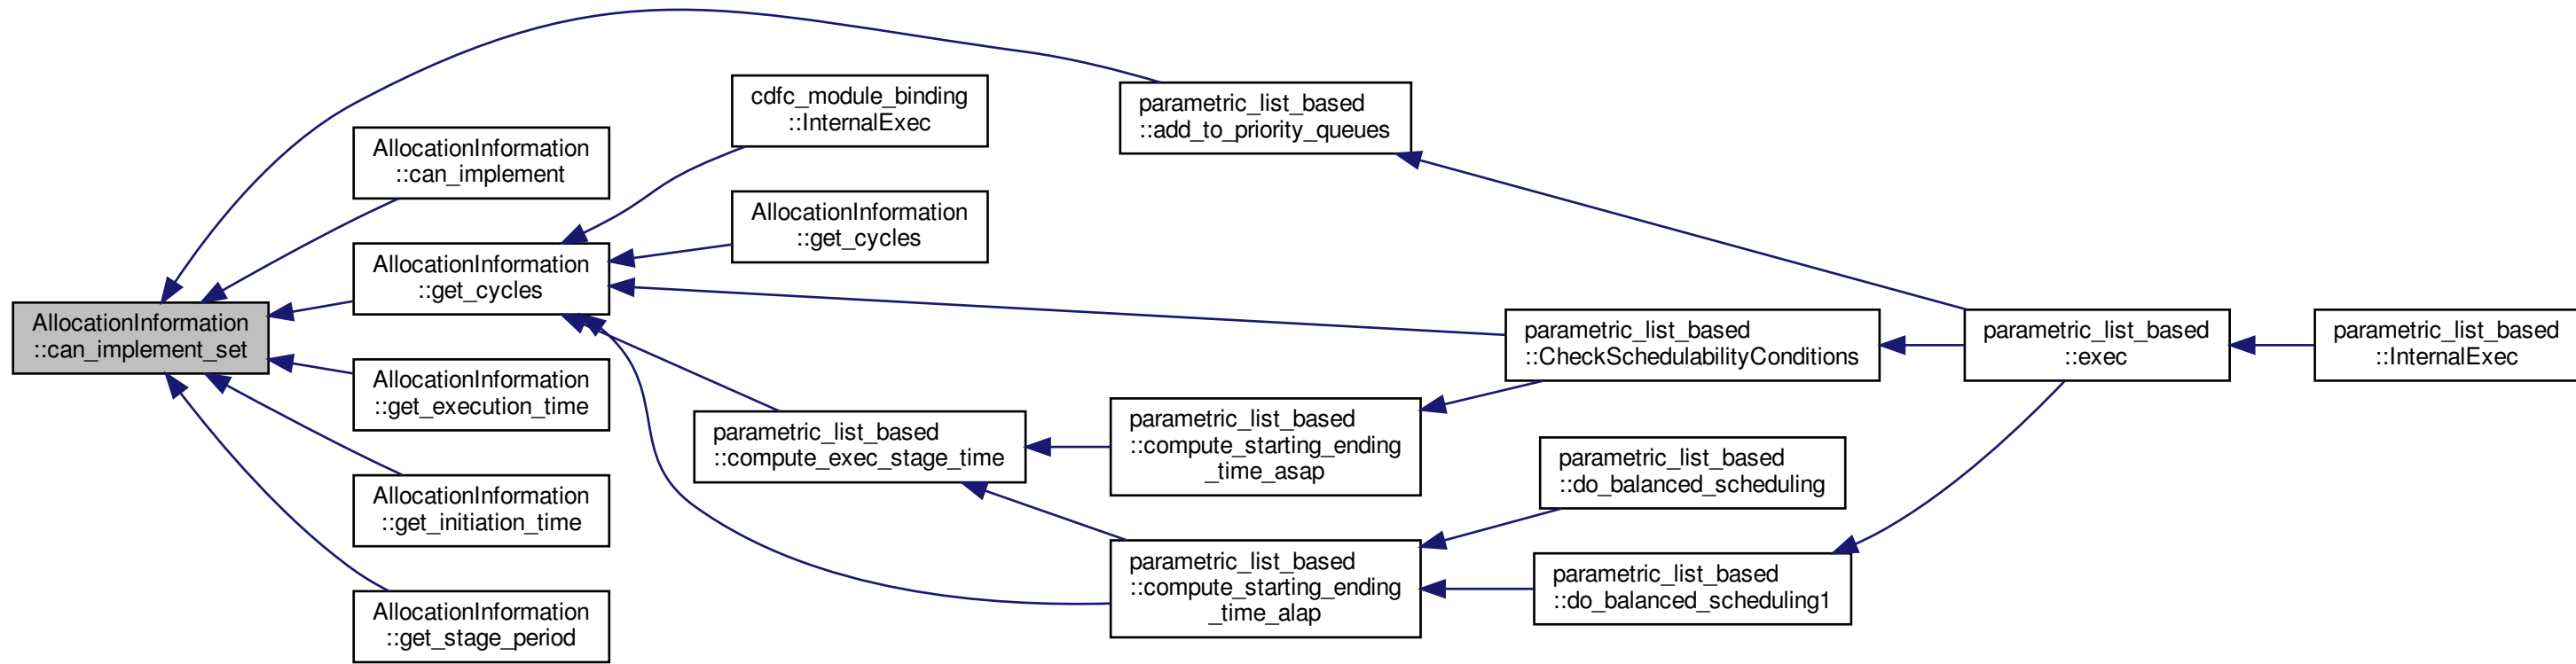 AllocationInformation
::can_implement_set
AllocationInformation
::can_implement
AllocationInformation
::get_cycles
AllocationInformation
::get_execution_time
AllocationInformation
::get_initiation_time
AllocationInformation
::get_stage_period
cdfc_module_binding
::InternalExec
AllocationInformation
::get_cycles
parametric_list_based
::compute_exec_stage_time
parametric_list_based
::add_to_priority_queues
parametric_list_based
::compute_starting_ending
_time_asap
parametric_list_based
::compute_starting_ending
_time_alap
parametric_list_based
::CheckSchedulabilityConditions
parametric_list_based
::do_balanced_scheduling
parametric_list_based
::do_balanced_scheduling1
parametric_list_based
::exec
parametric_list_based
::InternalExec